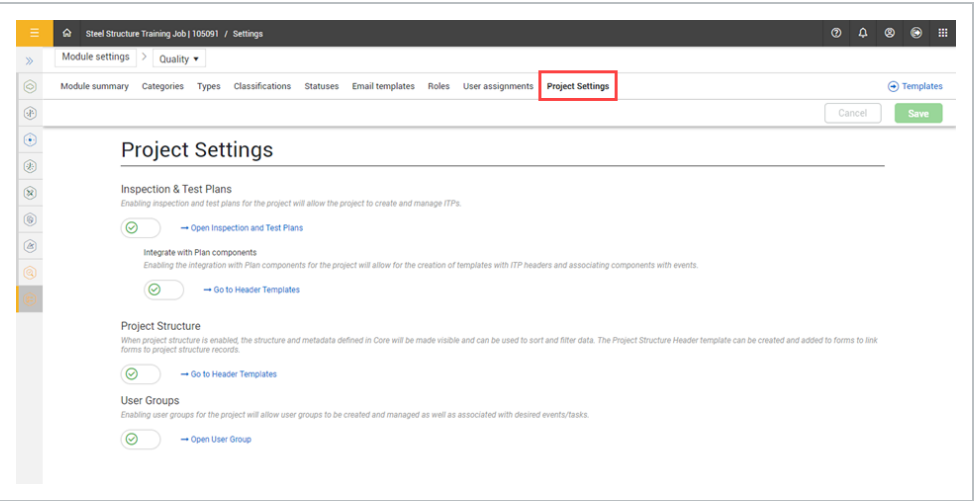 Steel Structure Training Job | 105091 / Settings
Module settings > Quality ▾
Module summary Categories Types Classifications Statuses Email templates Roles User assignments Project Settings Templates
Cancel Save
Project Settings
Inspection & Test Plans
Enabling inspection and test plans for the project will allow the project to create and manage ITPs.
→ Open Inspection and Test Plans
Integrate with Plan components
Enabling the integration with Plan components for the project will allow for the creation of templates with ITP headers and associating components with events.
→ Go to Header Templates
Project Structure
When project structure is enabled, the structure and metadata defined in Core will be made visible and can be used to sort and filter data. The Project Structure Header template can be created and added to forms to link
forms to project structure records.
→ Go to Header Templates
User Groups
Enabling user groups for the project will allow user groups to be created and managed as well as associated with desired events/tasks.
→ Open User Group